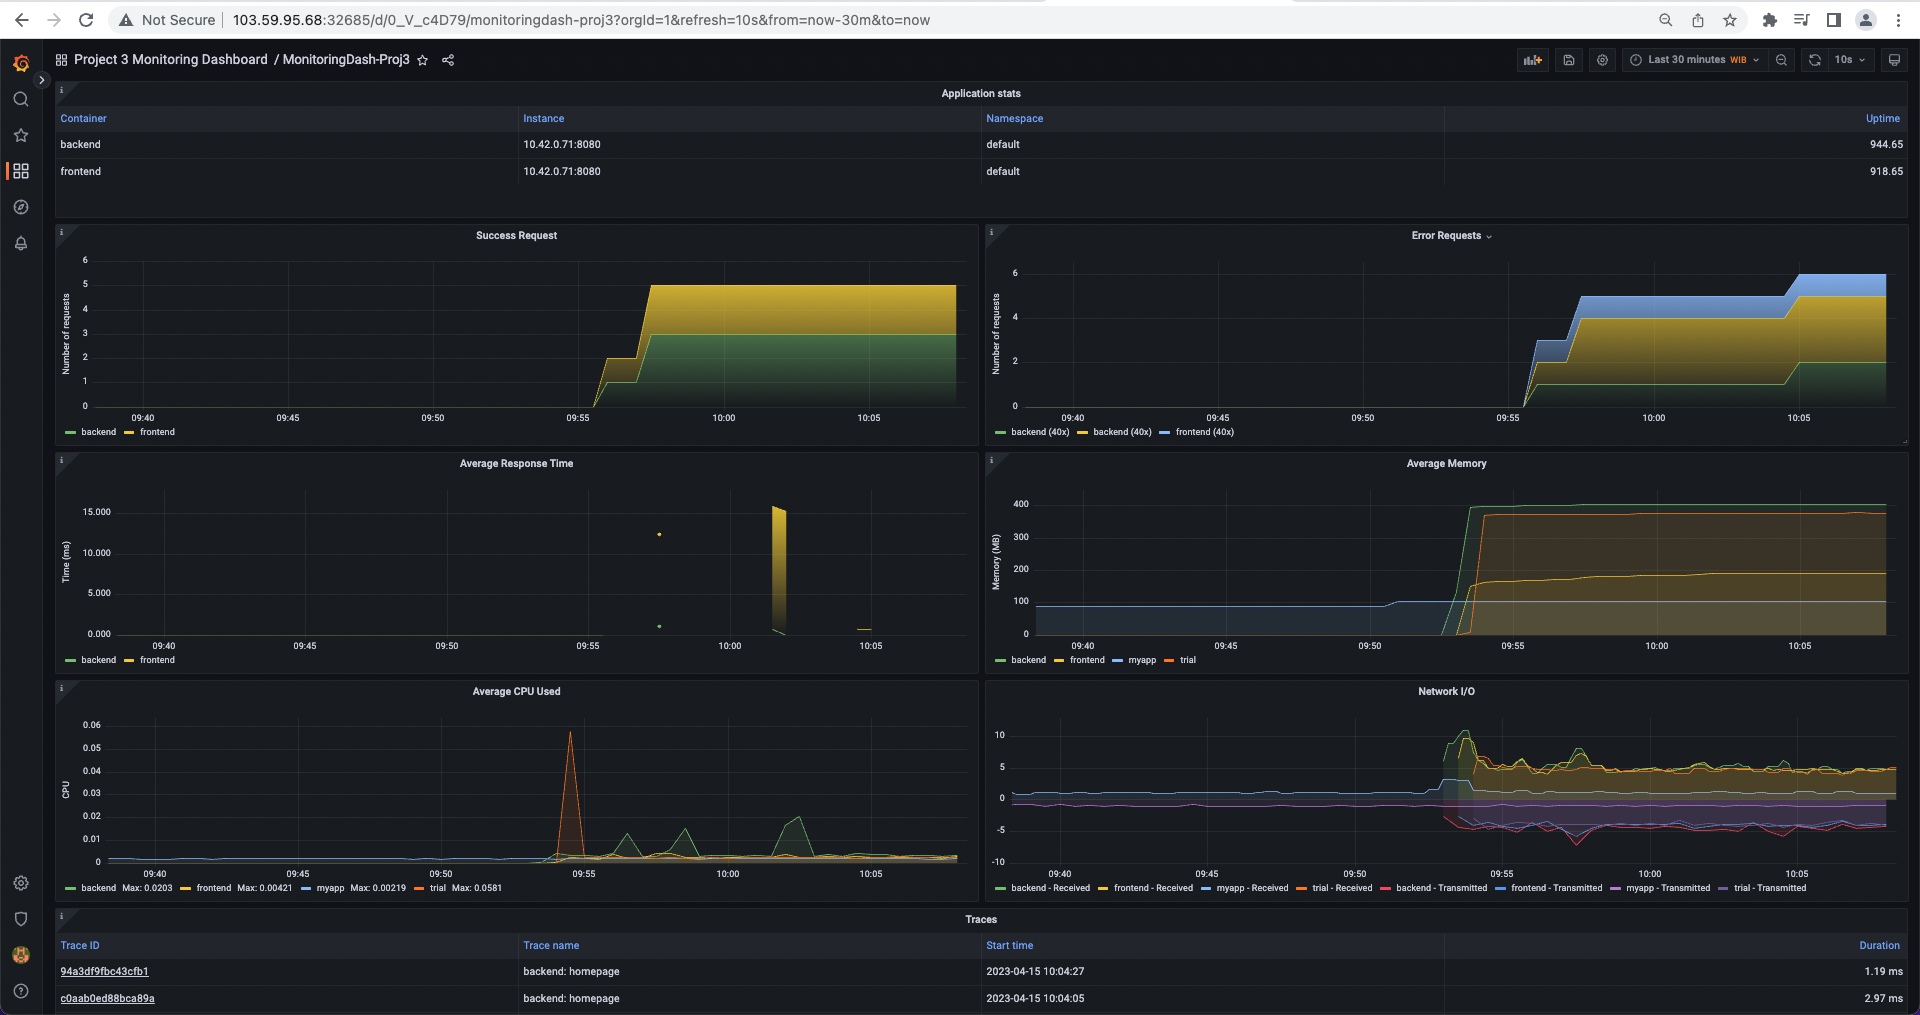 Not Secure 103.59.95.68:32685/d/0_V_c4D79/monitoringdash-proj3?orgId=1&refresh=10s&from=now-30m&to=now
Project 3 Monitoring Dashboard / MonitoringDash-Proj3
Last 30 minutes WIB
10s
Application stats
Container Instance Namespace Uptime
backend 10.42.0.71:8080 default 944.65
frontend 10.42.0.71:8080 default 918.65
Success Request
Number of requests
6
5
4
3
2
1
0
09:40 09:45 09:50 09:55 10:00 10:05
backend frontend
Error Requests
Number of requests
6
4
2
0
09:40 09:45 09:50 09:55 10:00 10:05
backend (40x) backend (40x) frontend (40x)
Average Response Time
Time (ms)
15.000
10.000
5.000
0.000
09:40 09:45 09:50 09:55 10:00 10:05
backend frontend
Average Memory
Memory (MB)
400
300
200
100
0
09:40 09:45 09:50 09:55 10:00 10:05
backend frontend myapp trial
Average CPU Used
CPU
0.06
0.05
0.04
0.03
0.02
0.01
0
09:40 09:45 09:50 09:55 10:00 10:05
backend Max: 0.0203 frontend Max: 0.00421 myapp Max: 0.00219 trial Max: 0.0581
Network I/O
10
5
0
-5
-10
09:40 09:45 09:50 09:55 10:00 10:05
backend - Received frontend - Received myapp - Received trial - Received backend - Transmitted frontend - Transmitted myapp - Transmitted trial - Transmitted
Traces
Trace ID Trace name Start time Duration
94a3df9fbc43cfb1 backend: homepage 2023-04-15 10:04:27 1.19 ms
c0aab0ed88bca89a backend: homepage 2023-04-15 10:04:05 2.97 ms